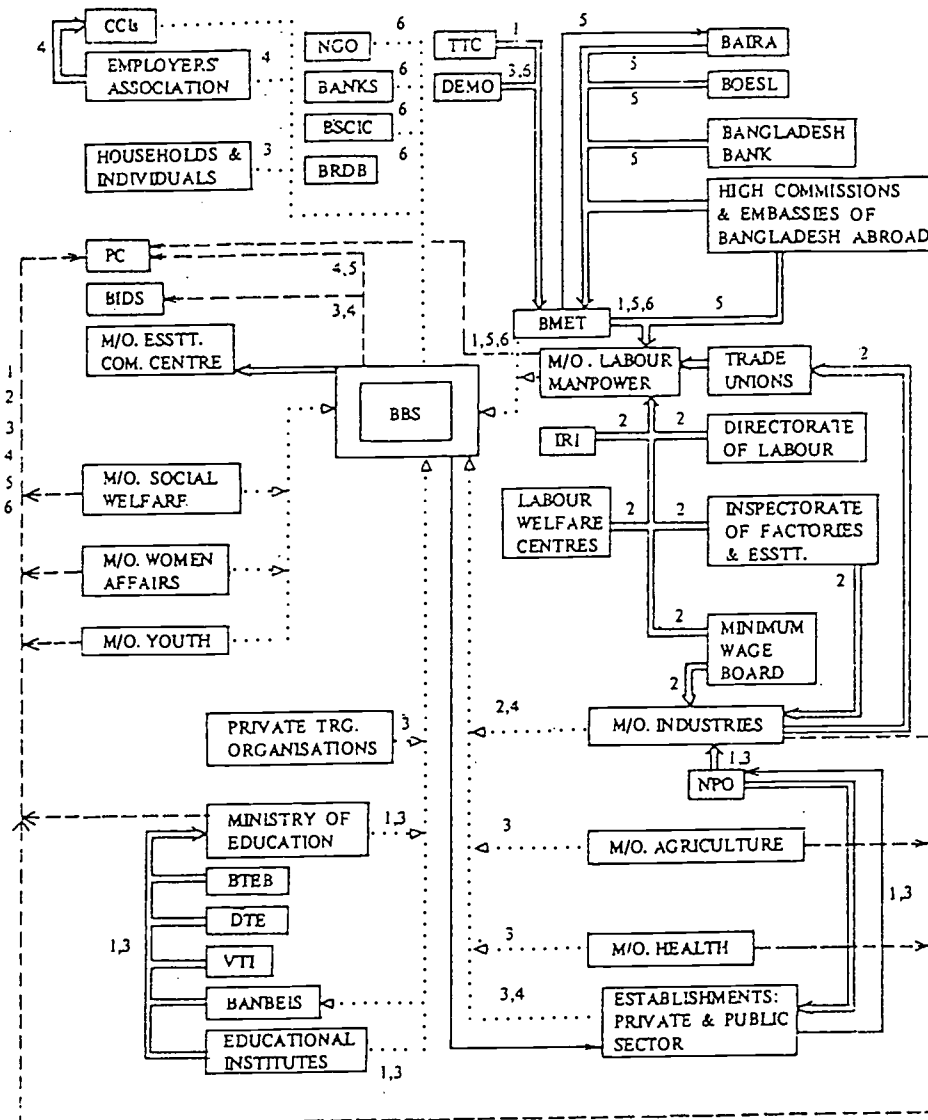 CCIs
EMPLOYERS'
ASSOCIATION
HOUSEHOLDS &
INDIVIDUALS
4
4
3
NGO
BANKS
BSCIC
BRDB
6
6
6
6
TTC
DEMO
1
3,6
5
BAIRA
5
BOESL
5
BANGLADESH
BANK
5
HIGH COMMISSIONS
& EMBASSIES OF
BANGLADESH ABROAD
PC
BIDS
M/O. ESSTT.
COM. CENTRE
4,5
3,4
BMET
1,5,6
5
1,5,6
M/O. LABOUR
MANPOWER
TRADE
UNIONS
2
BBS
IRI
2
2
DIRECTORATE
OF LABOUR
LABOUR
WELFARE
CENTRES
2
2
INSPECTORATE
OF FACTORIES
& ESSTT.
2
1
2
3
4
5
6
M/O. SOCIAL
WELFARE
M/O. WOMEN
AFFAIRS
M/O. YOUTH
2
MINIMUM
WAGE
BOARD
2
PRIVATE TRG.
ORGANISATIONS
3
2,4
M/O. INDUSTRIES
1,3
NPO
MINISTRY OF
EDUCATION
1,3
BTEB
DTE
VTI
BANBEIS
EDUCATIONAL
INSTITUTES
1,3
1,3
3
M/O. AGRICULTURE
1,3
3
M/O. HEALTH
3,4
ESTABLISHMENTS:
PRIVATE & PUBLIC
SECTOR